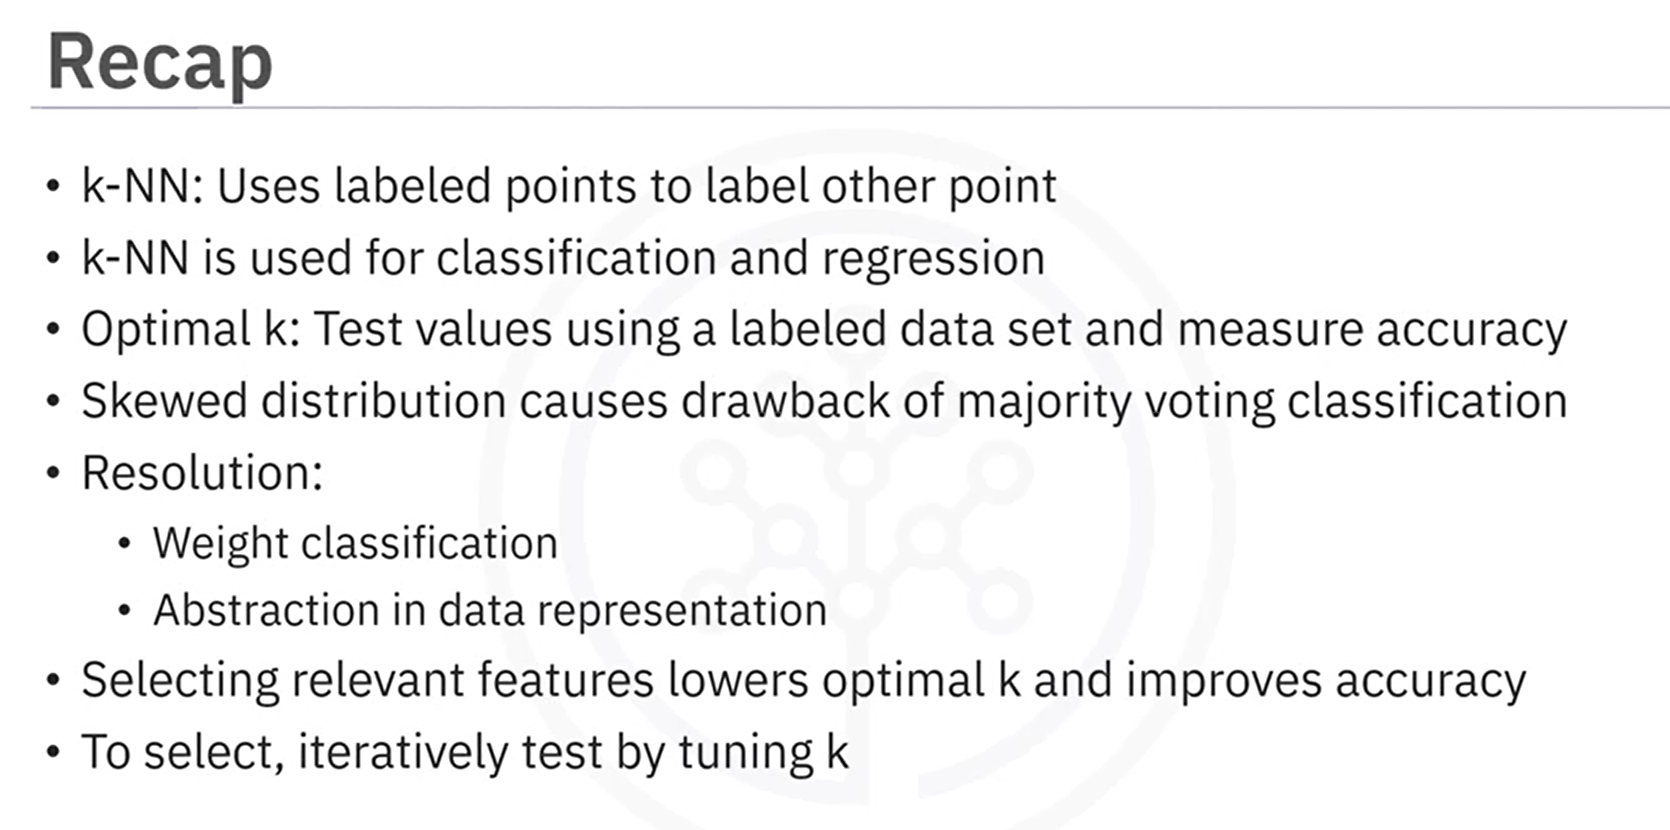 Recap
• k-NN: Uses labeled points to label other point
• k-NN is used for classification and regression
• Optimal k: Test values using a labeled data set and measure accuracy
• Skewed distribution causes drawback of majority voting classification
• Resolution:
• Weight classification
• Abstraction in data representation
• Selecting relevant features lowers optimal k and improves accuracy
• To select, iteratively test by tuning k